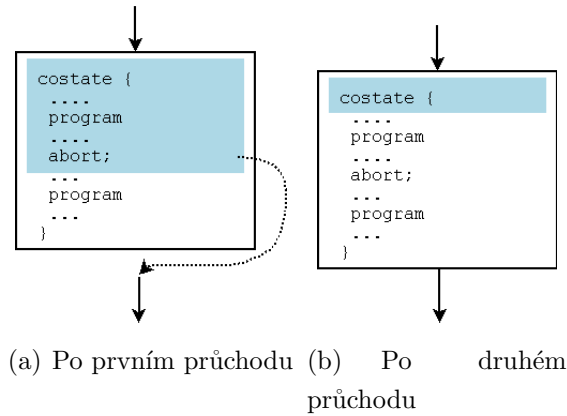 costate {
....
program
....
abort;
...
program
...
}
(a) Po prvním průchodu
costate {
....
program
....
abort;
...
program
...
}
(b) Po druhém
průchodu